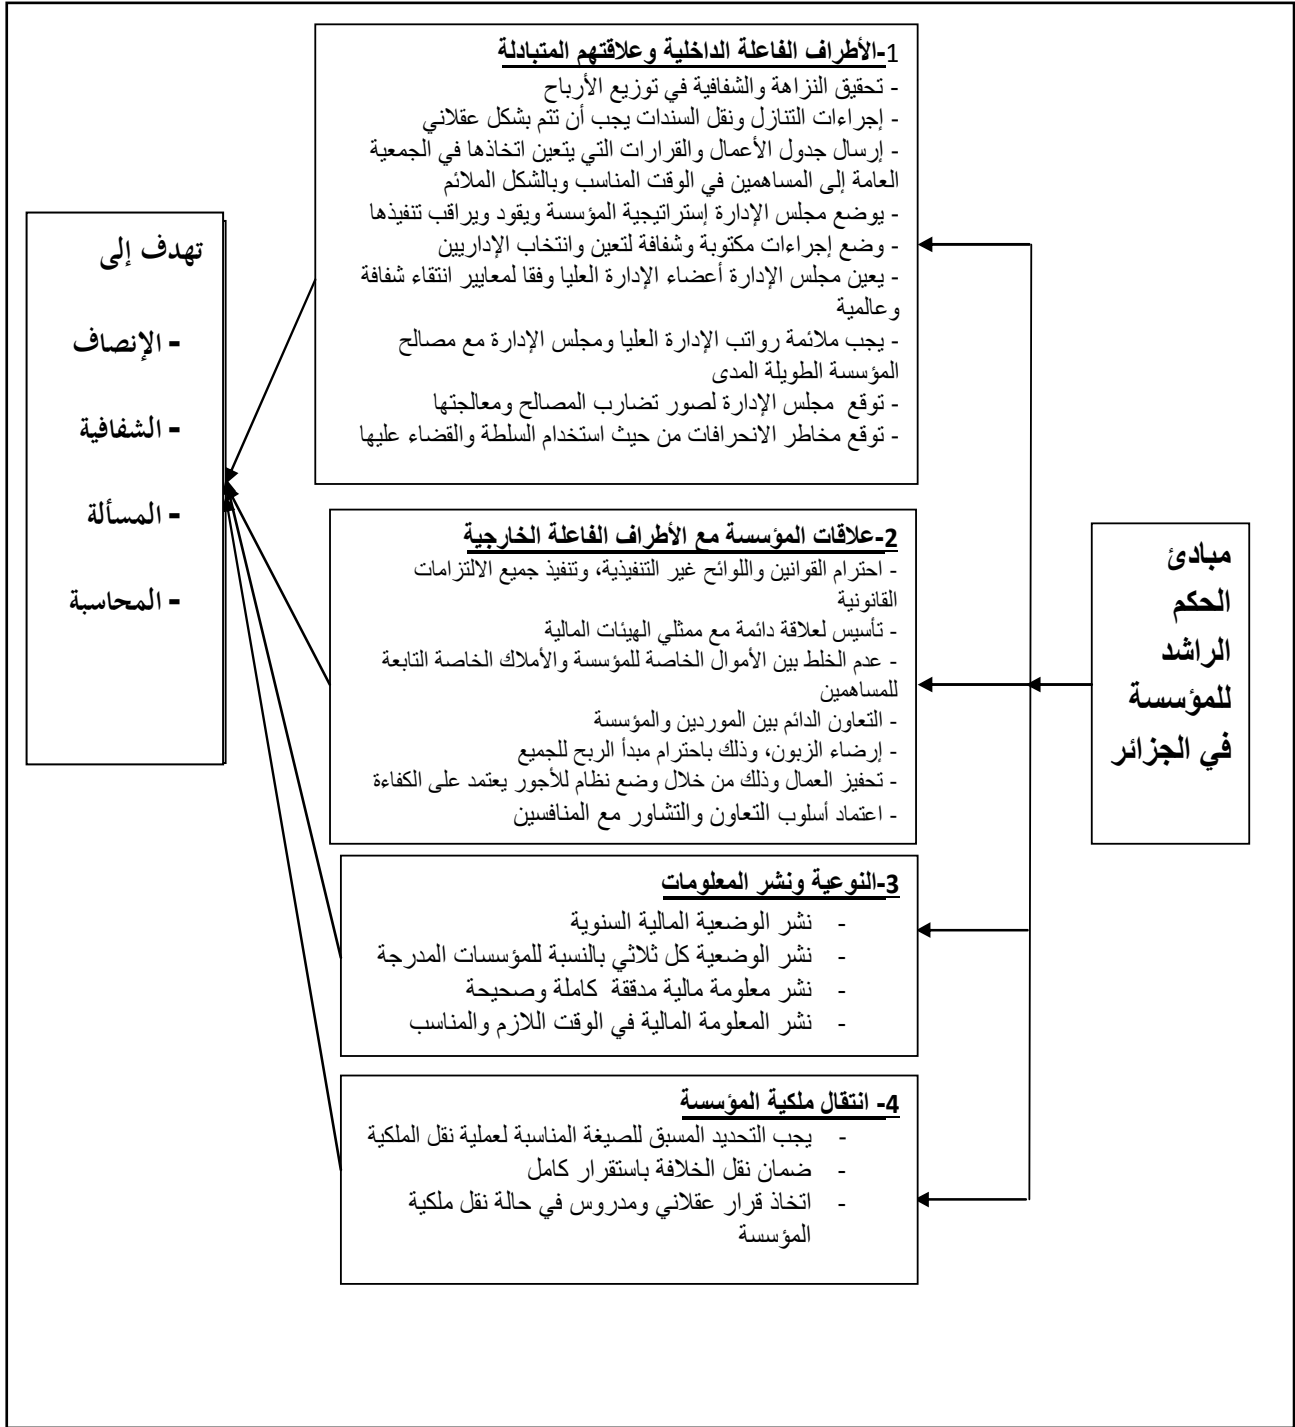 مبادئ
الحكم
الراشد
للمؤسسة
في الجزائر
1-الأطراف الفاعلة الداخلية وعلاقتهم المتبادلة
- تحقيق النزاهة والشفافية في توزيع الأرباح
- إجراءات التنازل ونقل السندات يجب أن تتم بشكل عقلاني
- إرسال جدول الأعمال والقرارات التي يتعين اتخاذها في الجمعية
العامة إلى المساهمين في الوقت المناسب وبالشكل الملائم
- يوضع مجلس الإدارة إستراتيجية المؤسسة ويقود ويراقب تنفيذها
- وضع إجراءات مكتوبة وشفافة لتعين وانتخاب الإداريين
- يعين مجلس الإدارة أعضاء الإدارة العليا وفقا لمعايير انتقاء شفافة
وعالمية
- يجب ملائمة رواتب الإدارة العليا ومجلس الإدارة مع مصالح
المؤسسة الطويلة المدى
- توقع مجلس الإدارة لصور تضارب المصالح ومعالجتها
- توقع مخاطر الانحرافات من حيث استخدام السلطة والقضاء عليها
2-علاقات المؤسسة مع الأطراف الفاعلة الخارجية
- احترام القوانين واللوائح غير التنفيذية، وتنفيذ جميع الالتزامات
القانونية
- تأسيس لعلاقة دائمة مع ممثلي الهيئات المالية
- عدم الخلط بين الأموال الخاصة للمؤسسة والأملاك الخاصة التابعة
للمساهمين
- التعاون الدائم بين الموردين والمؤسسة
- إرضاء الزبون، وذلك باحترام مبدأ الربح للجميع
- تحفيز العمال وذلك من خلال وضع نظام للأجور يعتمد على الكفاءة
- اعتماد أسلوب التعاون والتشاور مع المنافسين
3-النوعية ونشر المعلومات
- نشر الوضعية المالية السنوية
- نشر الوضعية كل ثلاثي بالنسبة للمؤسسات المدرجة
- نشر معلومة مالية مدققة كاملة وصحيحة
- نشر المعلومة المالية في الوقت اللازم والمناسب
4- انتقال ملكية المؤسسة
- يجب التحديد المسبق للصيغة المناسبة لعملية نقل الملكية
- ضمان نقل الخلافة باستقرار كامل
- اتخاذ قرار عقلاني ومدروس في حالة نقل ملكية
المؤسسة
تهدف إلى
- الإنصاف
- الشفافية
- المسألة
- المحاسبة